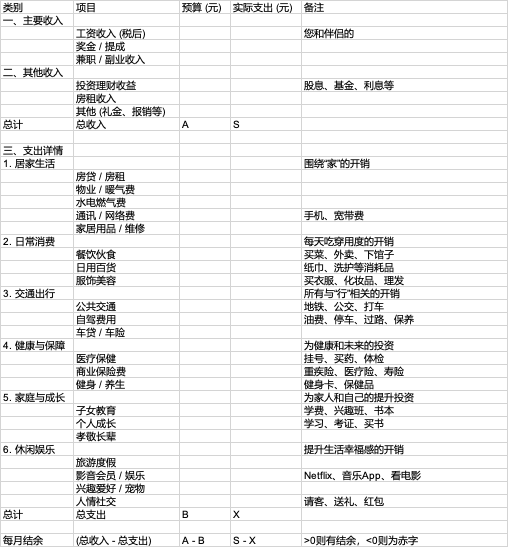 类别 项目 预算 (元) 实际支出 (元) 备注
一、主要收入
工资收入 (税后) 您和伴侣的
奖金 / 提成
兼职 / 副业收入
二、其他收入
投资理财收益 股息、基金、利息等
房租收入
其他 (礼金、报销等)
总计 总收入 A S
三、支出详情
1. 居家生活 围绕“家”的开销
房贷 / 房租
物业 / 暖气费
水电燃气费
通讯 / 网络费 手机、宽带费
家居用品 / 维修
2. 日常消费 每天吃穿用度的开销
餐饮伙食 买菜、外卖、下馆子
日用百货 纸巾、洗护等消耗品
服饰美容 买衣服、化妆品、理发
3. 交通出行 所有与“行”相关的开销
公共交通 地铁、公交、打车
自驾费用 油费、停车、过路、保养
车贷 / 车险
4. 健康与保障 为健康和未来的投资
医疗保健 挂号、买药、体检
商业保险费 重疾险、医疗险、寿险
健身 / 养生 健身卡、保健品
5. 家庭与成长 为家人和自己的提升投资
子女教育 学费、兴趣班、书本
个人成长 学习、考证、买书
孝敬长辈
6. 休闲娱乐 提升生活幸福感的开销
旅游度假
影音会员 / 娱乐 Netflix、音乐App、看电影
兴趣爱好 / 宠物
人情社交 请客、送礼、红包
总计 总支出 B X
每月结余 (总收入 - 总支出) A - B S - X >0则有结余，<0则为赤字